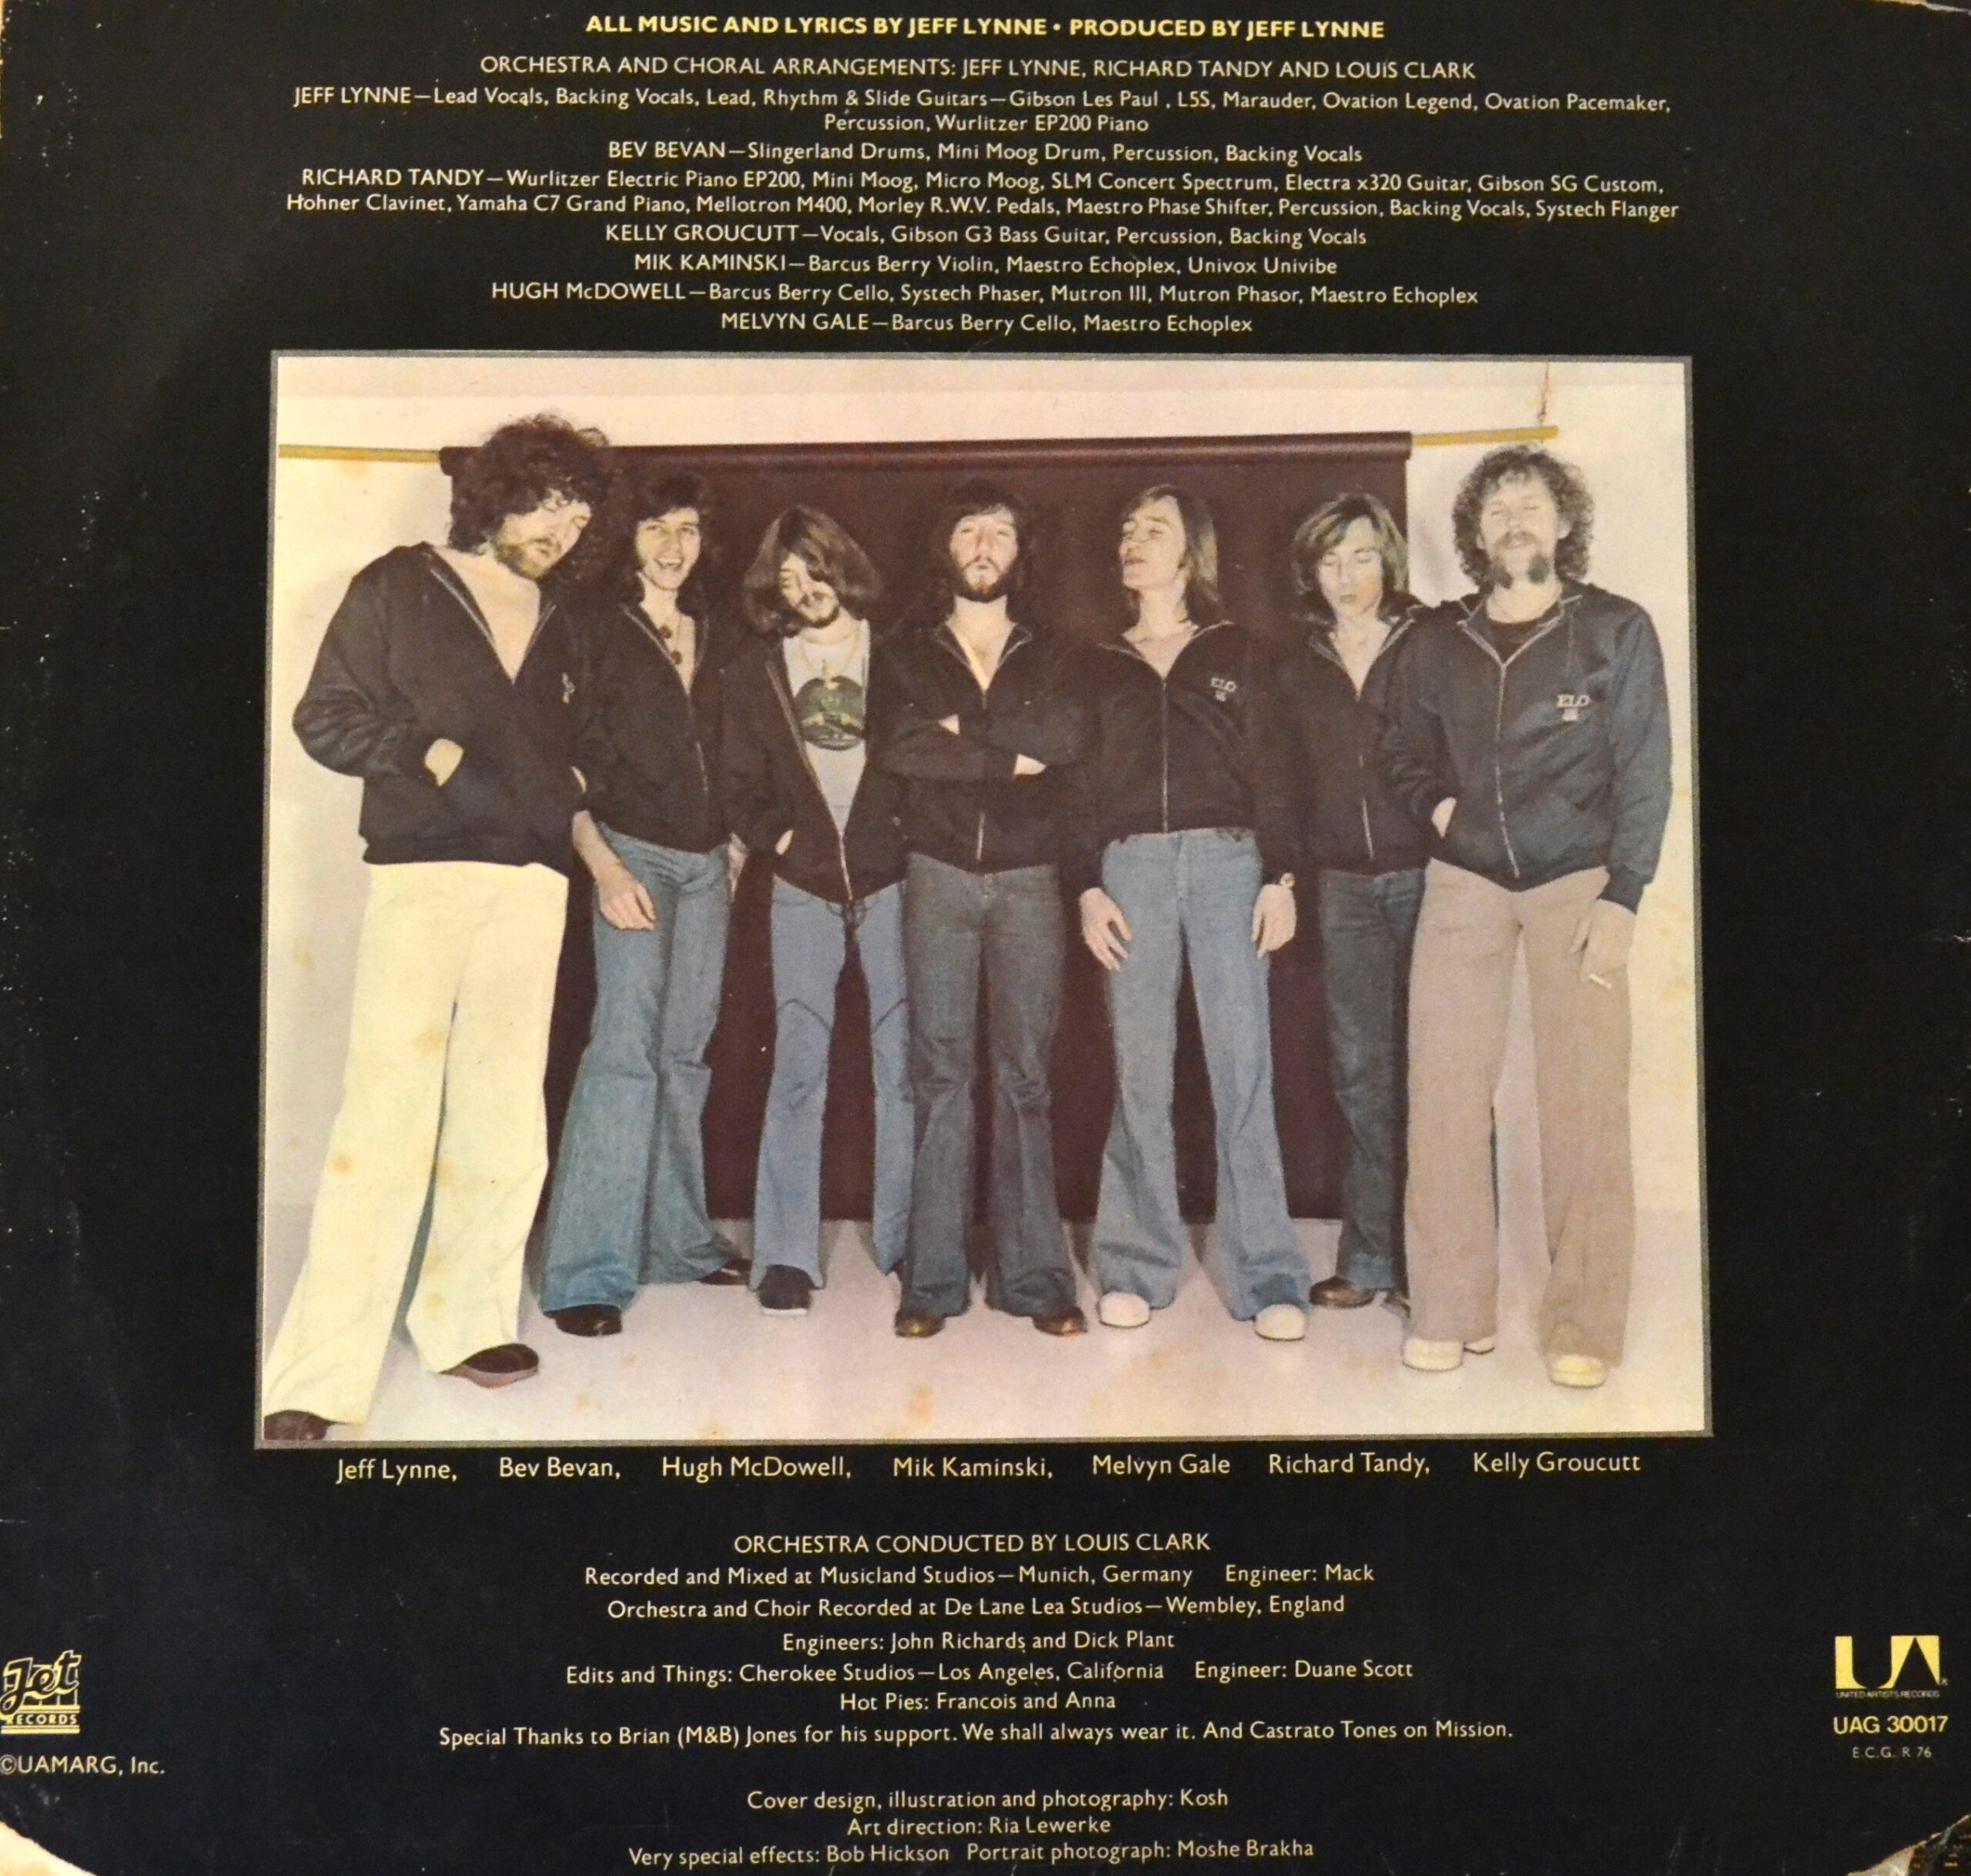 ALL MUSIC AND LYRICS BY JEFF LYNNE • PRODUCED BY JEFF LYNNE
ORCHESTRA AND CHORAL ARRANGEMENTS: JEFF LYNNE, RICHARD TANDY AND LOUIS CLARK
JEFF LYNNE—Lead Vocals, Backing Vocals, Lead, Rhythm & Slide Guitars—Gibson Les Paul , L5S, Marauder, Ovation Legend, Ovation Pacemaker,
Percussion, Wurlitzer EP200 Piano
BEV BEVAN—Slingerland Drums, Mini Moog Drum, Percussion, Backing Vocals
RICHARD TANDY—Wurlitzer Electric Piano EP200, Mini Moog, Micro Moog, SLM Concert Spectrum, Electra x320 Guitar, Gibson SG Custom,
Hohner Clavinet, Yamaha C7 Grand Piano, Mellotron M400, Morley R.W.V. Pedals, Maestro Phase Shifter, Percussion, Backing Vocals, Systech Flanger
KELLY GROUCUTT—Vocals, Gibson G3 Bass Guitar, Percussion, Backing Vocals
MIK KAMINSKI—Barcus Berry Violin, Maestro Echoplex, Univox Univibe
HUGH McDOWELL—Barcus Berry Cello, Systech Phaser, Mutron III, Mutron Phasor, Maestro Echoplex
MELVYN GALE—Barcus Berry Cello, Maestro Echoplex
ELO
ELO
Jeff Lynne, Bev Bevan, Hugh McDowell, Mik Kaminski, Melvyn Gale Richard Tandy, Kelly Groucutt
ORCHESTRA CONDUCTED BY LOUIS CLARK
Recorded and Mixed at Musicland Studios—Munich, Germany Engineer: Mack
Orchestra and Choir Recorded at De Lane Lea Studios—Wembley, England
Engineers: John Richards and Dick Plant
Edits and Things: Cherokee Studios—Los Angeles, California Engineer: Duane Scott
Hot Pies: Francois and Anna
Special Thanks to Brian (M&B) Jones for his support. We shall always wear it. And Castrato Tones on Mission.
Jet
RECORDS
©UAMARG, Inc.
UA
UNITED ARTISTS RECORDS
UAG 30017
E.C.G. R 76
Cover design, illustration and photography: Kosh
Art direction: Ria Lewerke
Very special effects: Bob Hickson Portrait photograph: Moshe Brakha